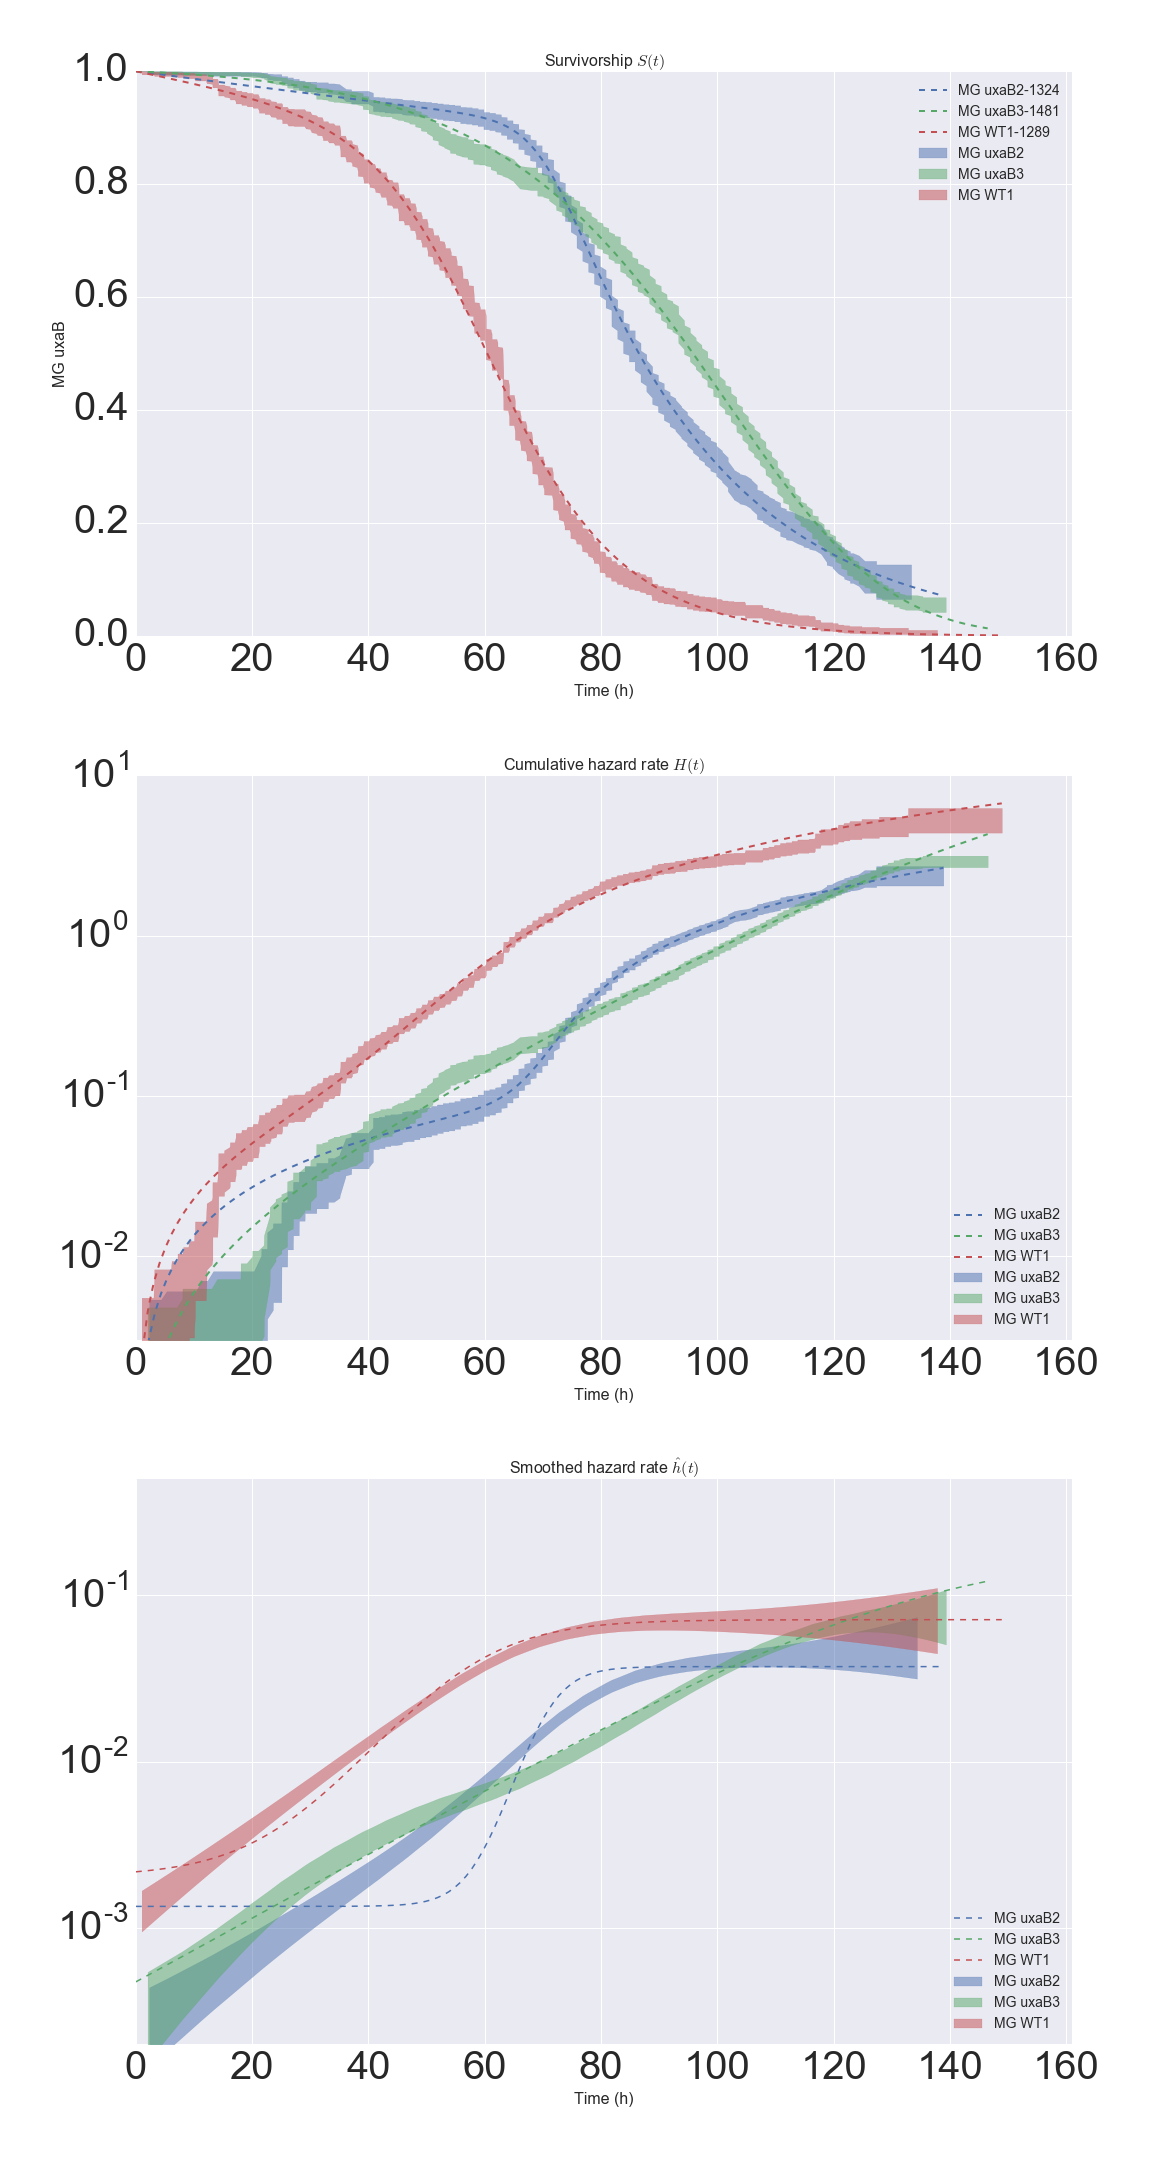 Survivorship S(t)
1.0
0.8
0.6
0.4
0.2
0.0
MG uxaB
MG uxaB2-1324
MG uxaB3-1481
MG WT1-1289
MG uxaB2
MG uxaB3
MG WT1
0 20 40 60 80 100 120 140 160
Time (h)
Cumulative hazard rate H(t)
10^1
10^0
10^-1
10^-2
MG uxaB2
MG uxaB3
MG WT1
MG uxaB2
MG uxaB3
MG WT1
0 20 40 60 80 100 120 140 160
Time (h)
Smoothed hazard rate ĥ(t)
10^-1
10^-2
10^-3
MG uxaB2
MG uxaB3
MG WT1
MG uxaB2
MG uxaB3
MG WT1
0 20 40 60 80 100 120 140 160
Time (h)